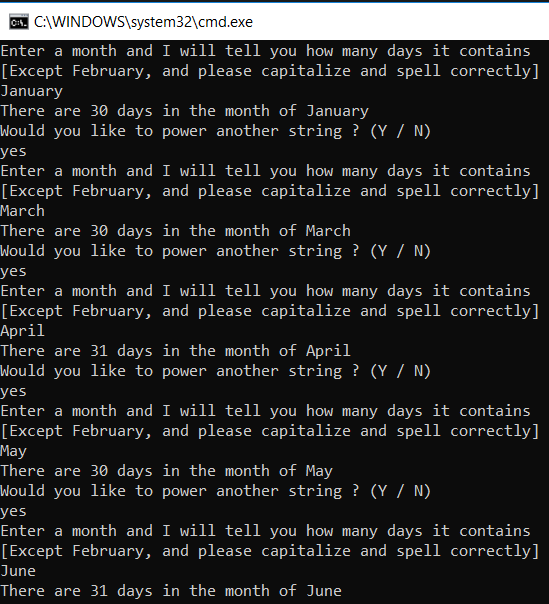 C:\WINDOWS\system32\cmd.exe
Enter a month and I will tell you how many days it contains
[Except February, and please capitalize and spell correctly]
January
There are 30 days in the month of January
Would you like to power another string ? (Y / N)
yes
Enter a month and I will tell you how many days it contains
[Except February, and please capitalize and spell correctly]
March
There are 30 days in the month of March
Would you like to power another string ? (Y / N)
yes
Enter a month and I will tell you how many days it contains
[Except February, and please capitalize and spell correctly]
April
There are 31 days in the month of April
Would you like to power another string ? (Y / N)
yes
Enter a month and I will tell you how many days it contains
[Except February, and please capitalize and spell correctly]
May
There are 30 days in the month of May
Would you like to power another string ? (Y / N)
yes
Enter a month and I will tell you how many days it contains
[Except February, and please capitalize and spell correctly]
June
There are 31 days in the month of June